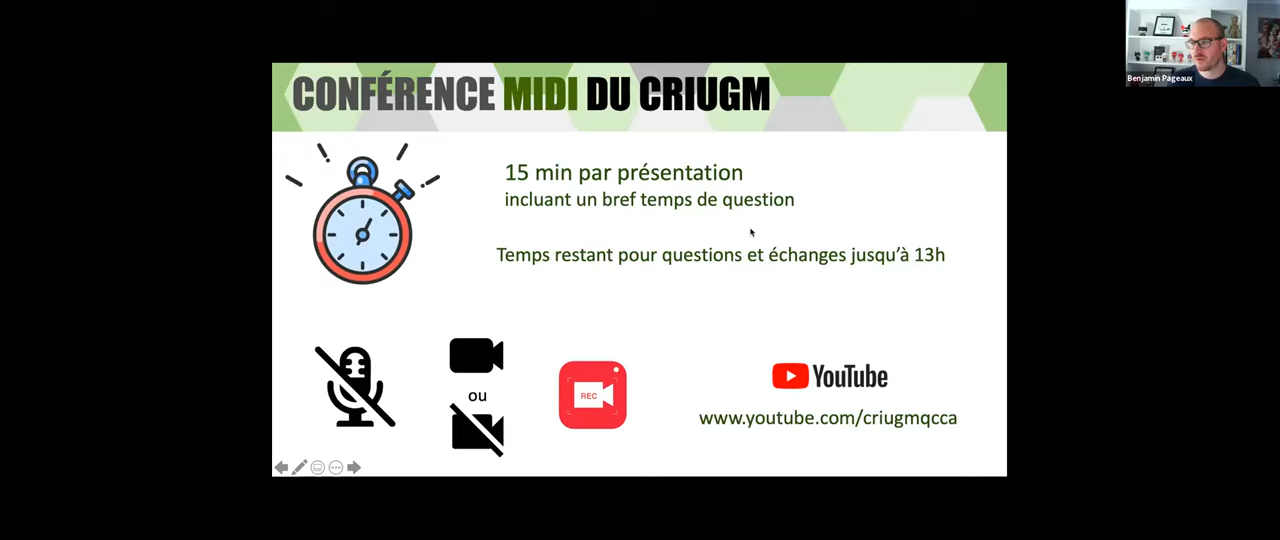 CONFÉRENCE MIDI DU CRIUGM
Benjamin Pageaux
15 min par présentation
incluant un bref temps de question
Temps restant pour questions et échanges jusqu'à 13h
ou
REC
YouTube
www.youtube.com/criugmqcca